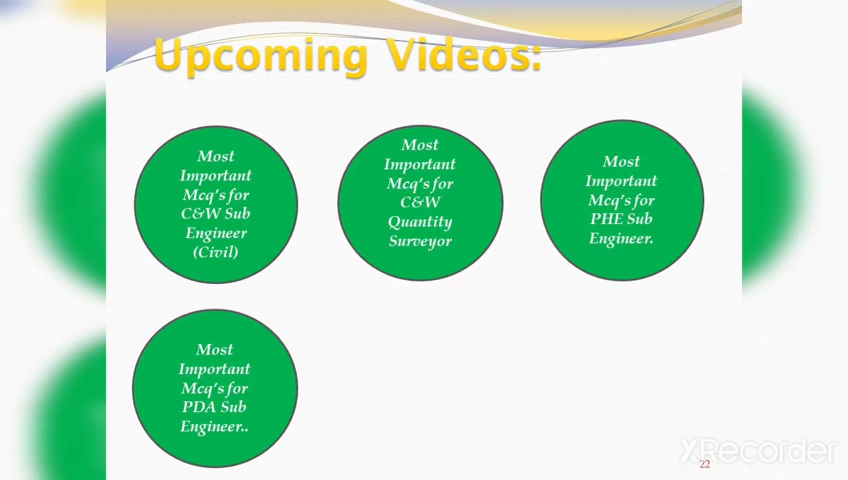 Upcoming Videos:
Most
Important
Mcq's for
C&W Sub
Engineer
(Civil)
Most
Important
Mcq's for
C&W
Quantity
Surveyor
Most
Important
Mcq's for
PHE Sub
Engineer.
Most
Important
Mcq's for
PDA Sub
Engineer..
22
XRecorder